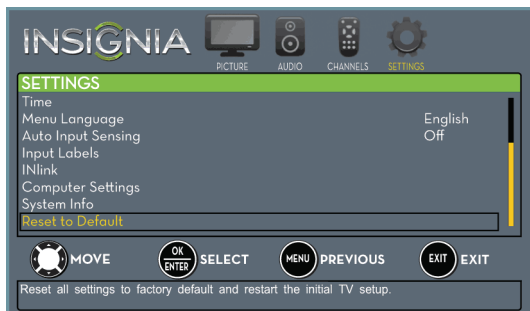 INSIGNIA
PICTURE AUDIO CHANNELS SETTINGS
SETTINGS
Time
Menu Language English
Auto Input Sensing Off
Input Labels
INlink
Computer Settings
System Info
Reset to Default
MOVE OK ENTER SELECT MENU PREVIOUS EXIT EXIT
Reset all settings to factory default and restart the initial TV setup.